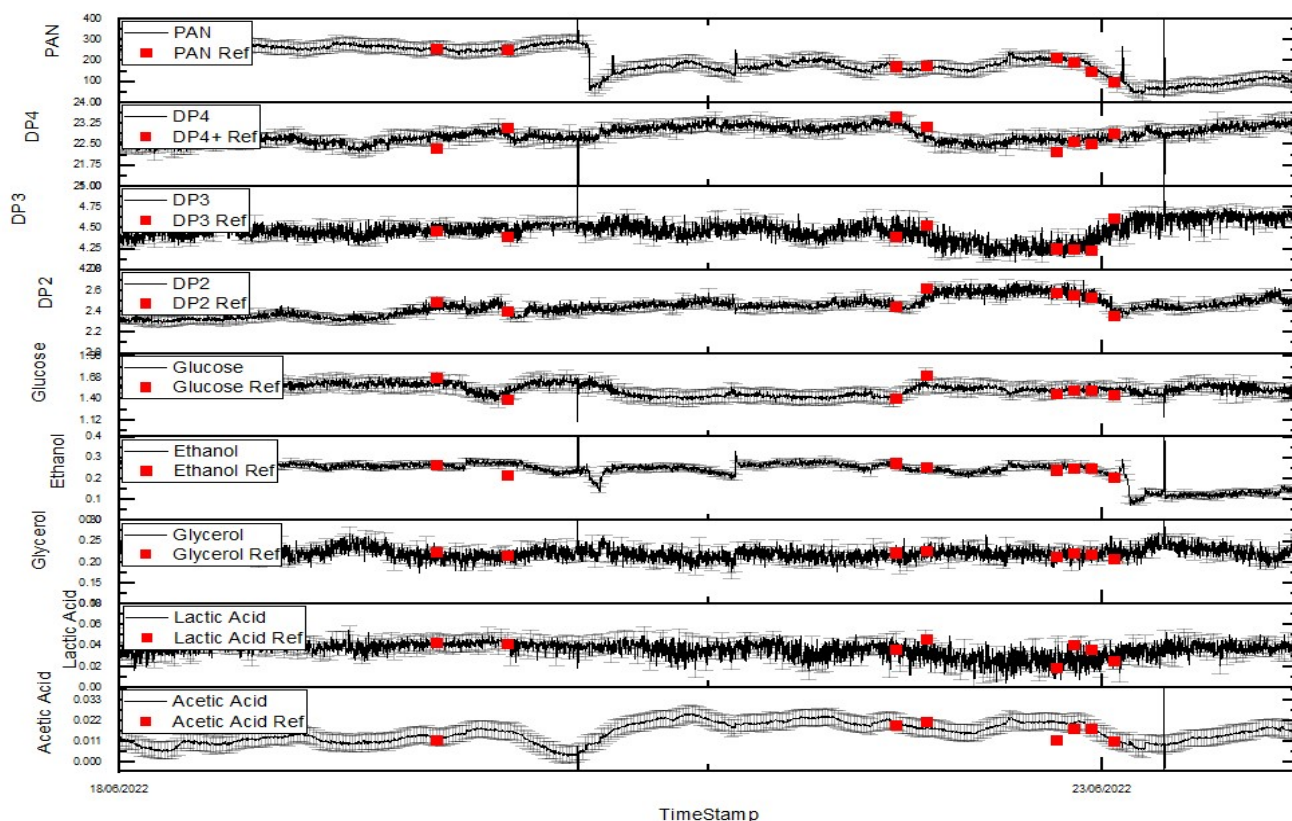 PAN
400
300
200
100
PAN
PAN Ref
DP4
24.00
23.25
22.50
21.75
DP4
DP4+ Ref
DP3
4.75
4.50
4.25
DP3
DP3 Ref
DP2
2.6
2.4
2.2
DP2
DP2 Ref
Glucose
1.68
1.40
1.12
Glucose
Glucose Ref
Ethanol
0.4
0.3
0.2
0.1
Ethanol
Ethanol Ref
Glycerol
0.25
0.20
0.15
Glycerol
Glycerol Ref
Lactic Acid
0.06
0.04
0.02
0.00
Lactic Acid
Lactic Acid Ref
Acetic Acid
0.033
0.022
0.011
0.000
Acetic Acid
Acetic Acid Ref
18/06/2022
23/06/2022
TimeStamp